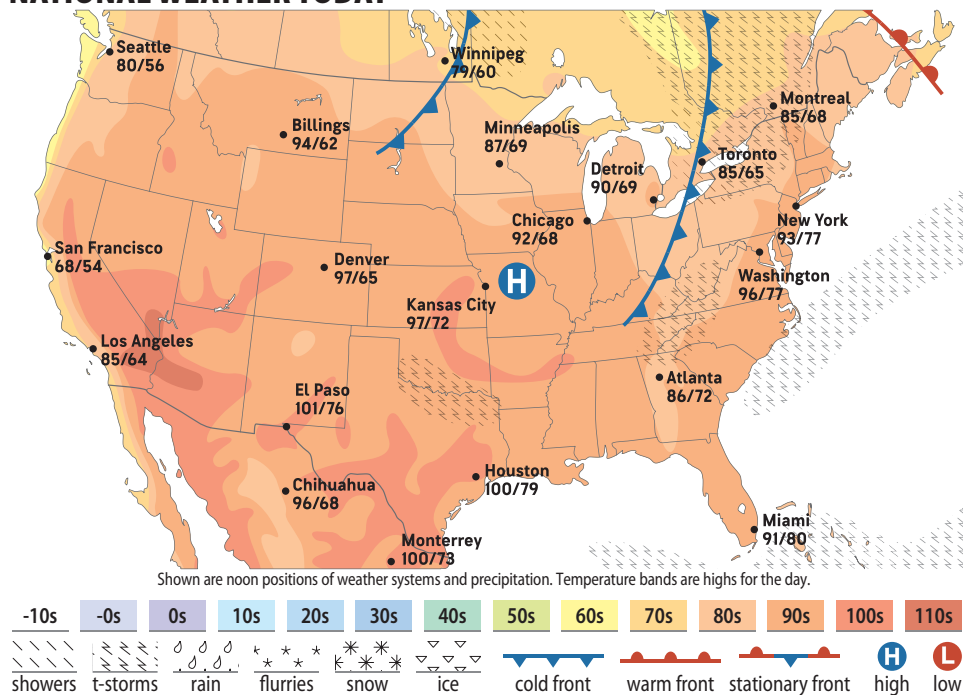 NATIONAL WEATHER TODAY
Seattle
80/56
Winnipeg
79/60
Billings
94/62
Minneapolis
87/69
Montreal
85/68
Toronto
85/65
Detroit
90/69
Chicago
92/68
New York
93/77
San Francisco
68/54
Denver
97/65
H
Washington
96/77
Kansas City
97/72
Los Angeles
85/64
Atlanta
86/72
El Paso
101/76
Houston
100/79
Chihuahua
96/68
Miami
91/80
Monterrey
100/73
Shown are noon positions of weather systems and precipitation. Temperature bands are highs for the day.
-10s -0s 0s 10s 20s 30s 40s 50s 60s 70s 80s 90s 100s 110s
H L
showers t-storms rain flurries snow ice cold front warm front stationary front high low